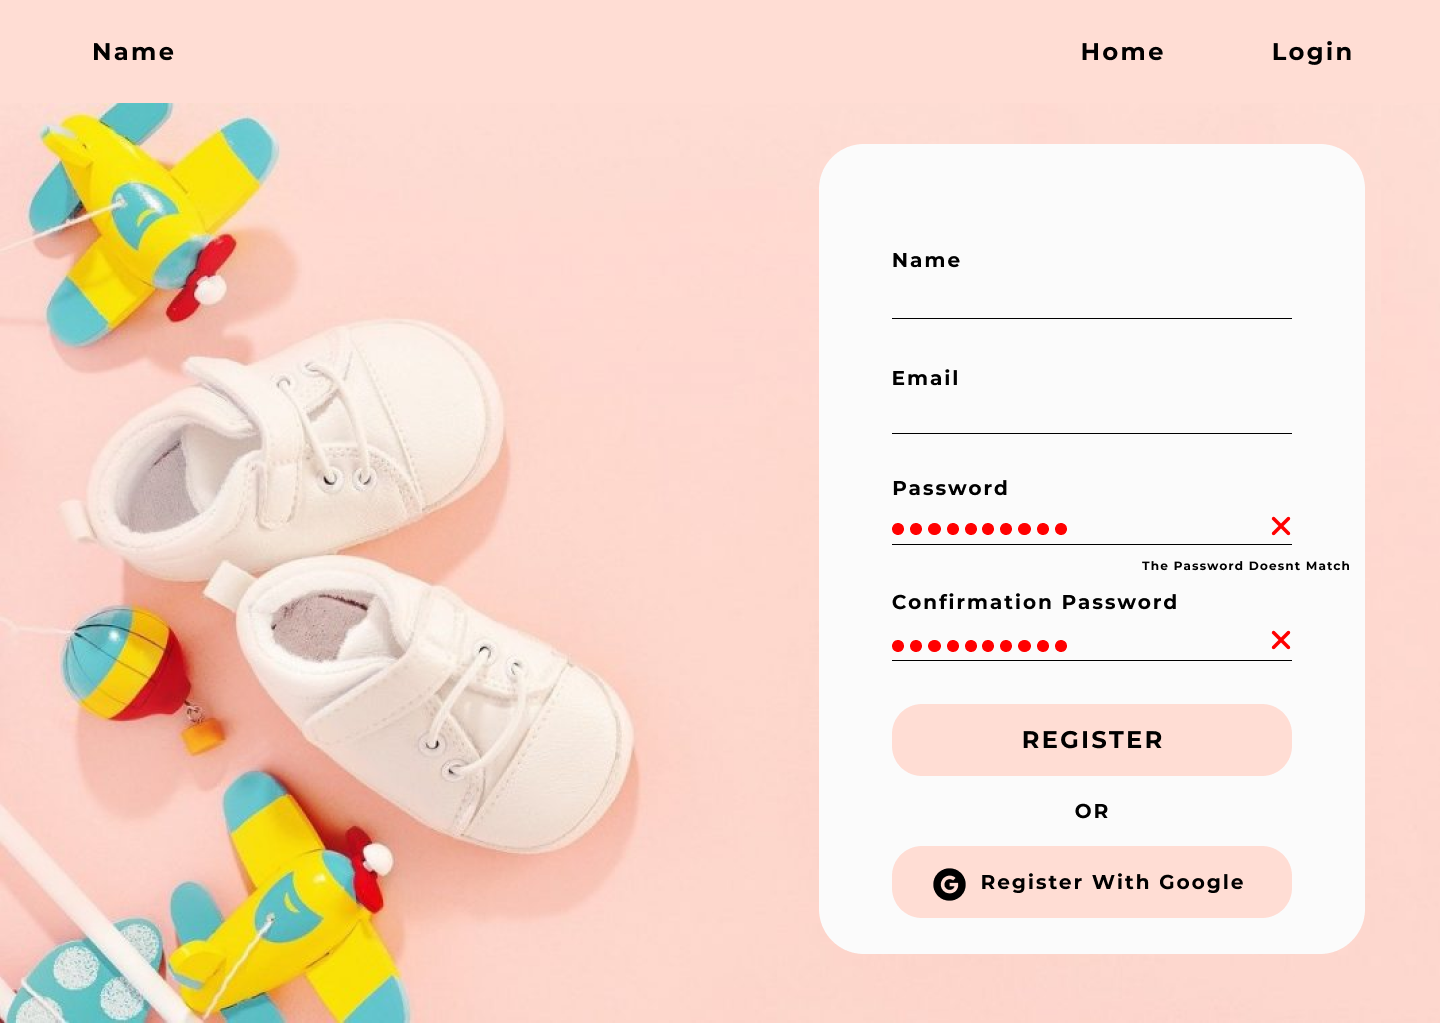 Name
Home
Login
Name
Email
Password
The Password Doesnt Match
Confirmation Password
REGISTER
OR
Register With Google